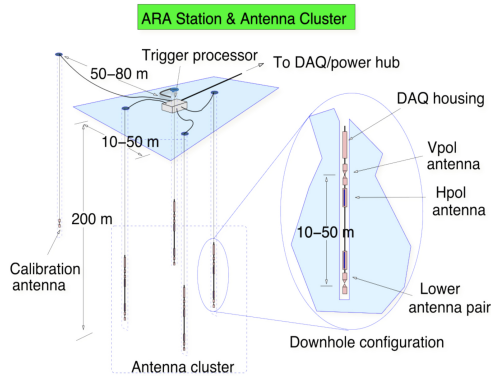 ARA Station & Antenna Cluster
Trigger processor
To DAQ/power hub
50-80 m
DAQ housing
10-50 m
Vpol
antenna
Hpol
antenna
200 m
10-50 m
Calibration
antenna
Lower
antenna pair
Downhole configuration
Antenna cluster